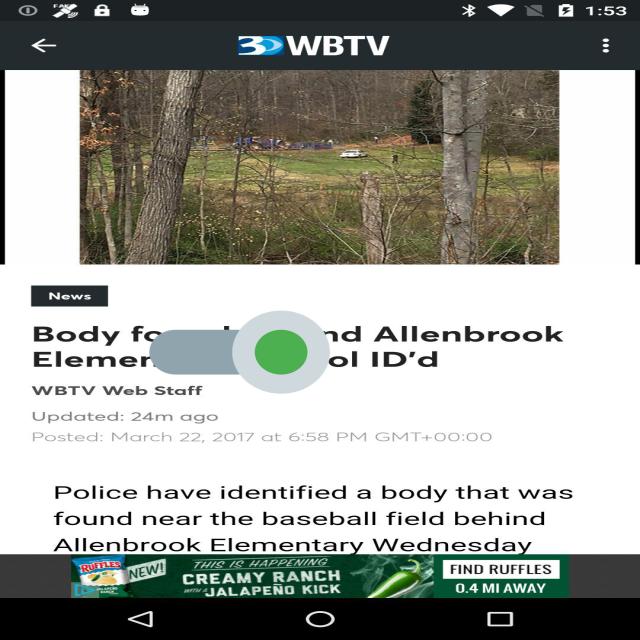 1:53
3 WBTV
News
Body fo nd Allenbrook
Elemen ol ID'd
WBTV Web Staff
Updated: 24m ago
Posted: March 22, 2017 at 6:58 PM GMT+00:00
Police have identified a body that was
found near the baseball field behind
Allenbrook Elementary Wednesday
RUFFLES
NEW!
THIS IS HAPPENING
CREAMY RANCH
WITH A JALAPEÑO KICK
FIND RUFFLES
0.4 MI AWAY